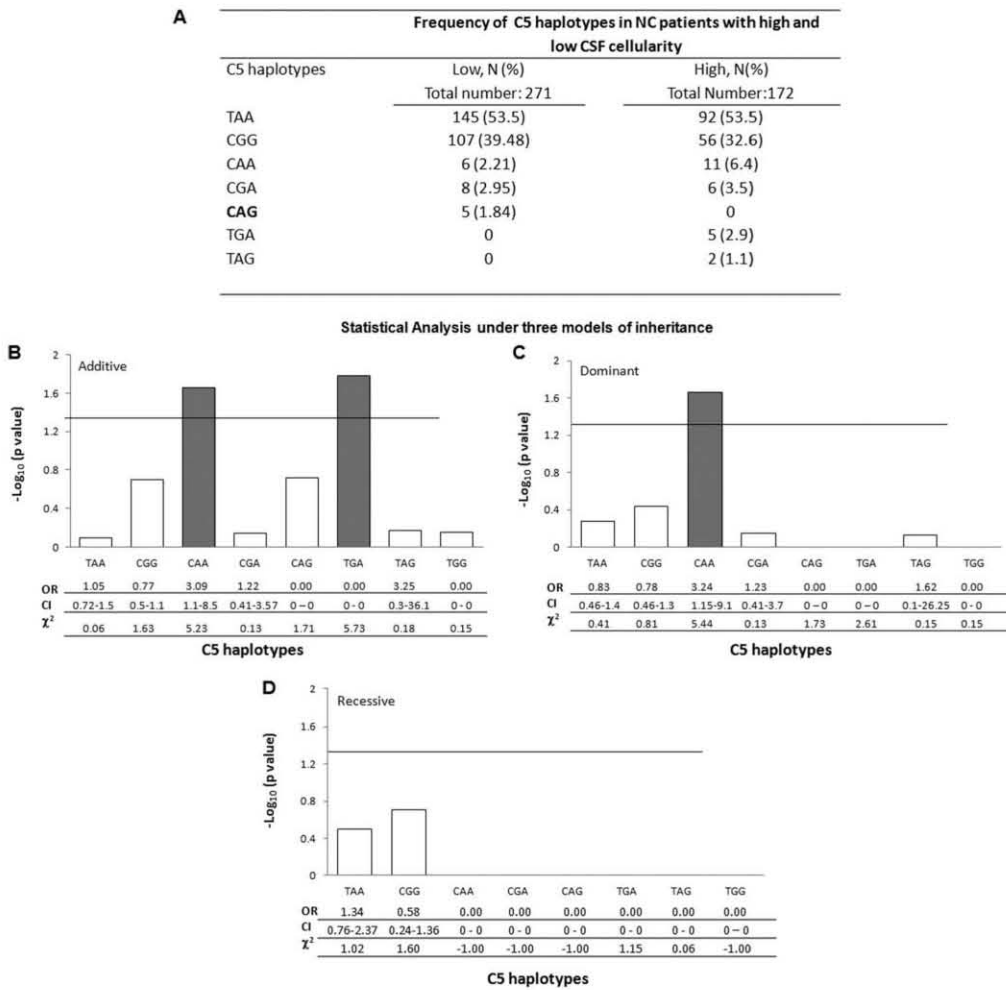 A
Frequency of C5 haplotypes in NC patients with high and
low CSF cellularity
C5 haplotypes Low, N (%) High, N(%)
Total number: 271 Total Number:172
TAA 145 (53.5) 92 (53.5)
CGG 107 (39.48) 56 (32.6)
CAA 6 (2.21) 11 (6.4)
CGA 8 (2.95) 6 (3.5)
CAG 5 (1.84) 0
TGA 0 5 (2.9)
TAG 0 2 (1.1)
Statistical Analysis under three models of inheritance
B
Additive
-Log10 (p value)
2
1.6
1.2
0.8
0.4
0
TAA CGG CAA CGA CAG TGA TAG TGG
OR 1.05 0.77 3.09 1.22 0.00 0.00 3.25 0.00
CI 0.72-1.5 0.5-1.1 1.1-8.5 0.41-3.57 0–0 0 - 0 0.3-36.1 0 - 0
χ2 0.06 1.63 5.23 0.13 1.71 5.73 0.18 0.15
C5 haplotypes
C
Dominant
-Log10 (p value)
2
1.6
1.2
0.8
0.4
0
TAA CGG CAA CGA CAG TGA TAG TGG
OR 0.83 0.78 3.24 1.23 0.00 0.00 1.62 0.00
CI 0.46-1.4 0.46-1.3 1.15-9.1 0.41-3.7 0–0 0–0 0.1-26.25 0 - 0
χ2 0.41 0.81 5.44 0.13 1.73 2.61 0.15 0.15
C5 haplotypes
D
Recessive
-Log10 (p value)
2
1.6
1.2
0.8
0.4
0
TAA CGG CAA CGA CAG TGA TAG TGG
OR 1.34 0.58 0.00 0.00 0.00 0.00 0.00 0.00
CI 0.76-2.37 0.24-1.36 0 - 0 0 - 0 0 - 0 0 - 0 0 - 0 0 – 0
χ2 1.02 1.60 -1.00 -1.00 -1.00 1.15 0.06 -1.00
C5 haplotypes